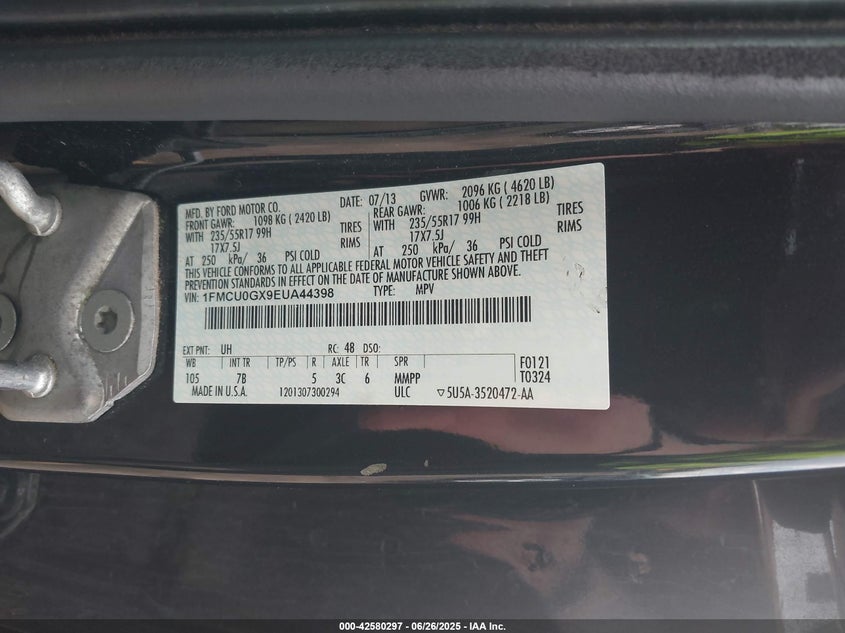 MFD. BY FORD MOTOR CO.
DATE: 07/13 GVWR: 2096 KG ( 4620 LB)
FRONT GAWR: 1098 KG ( 2420 LB)
REAR GAWR: 1006 KG ( 2218 LB)
WITH 235/55R17 99H TIRES
WITH 235/55R17 99H TIRES
17X7.5J RIMS
17X7.5J RIMS
AT 250 kPa/ 36 PSI COLD
AT 250 kPa/ 36 PSI COLD
THIS VEHICLE CONFORMS TO ALL APPLICABLE FEDERAL MOTOR VEHICLE SAFETY AND THEFT
PREVENTION STANDARDS IN EFFECT ON THE DATE OF MANUFACTURE SHOWN ABOVE.
VIN: 1FMCU0GX9EUA44398 TYPE: MPV
EXT PNT: UH RC: 48 DSO:
WB INT TR TP/PS R AXLE TR SPR F0121
105 7B 5 3C 6 MMPP T0324
MADE IN U.S.A. 1201307300294 ULC ▽5U5A-3520472-AA
000-42580297 - 06/26/2025 - IAA Inc.